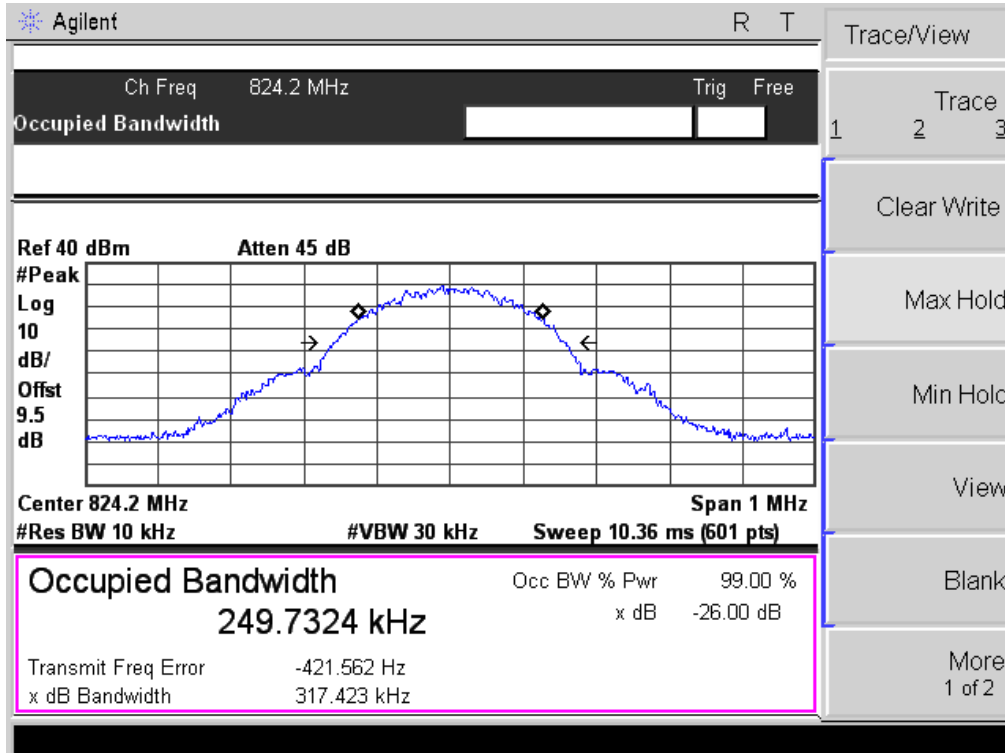 Agilent R T
Ch Freq 824.2 MHz Trig Free
Occupied Bandwidth
Ref 40 dBm Atten 45 dB
#Peak
Log
10
dB/
Offst
9.5
dB
Center 824.2 MHz Span 1 MHz
#Res BW 10 kHz #VBW 30 kHz Sweep 10.36 ms (601 pts)
Occupied Bandwidth
249.7324 kHz
Occ BW % Pwr 99.00 %
x dB -26.00 dB
Transmit Freq Error -421.562 Hz
x dB Bandwidth 317.423 kHz
Trace/View
Trace
1 2 3
Clear Write
Max Hold
Min Hold
View
Blank
More
1 of 2